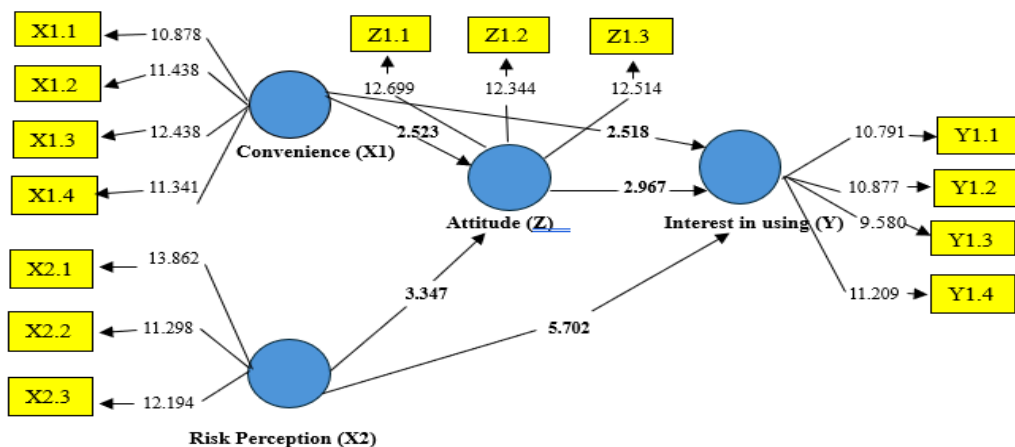 X1.1
10.878
X1.2
11.438
X1.3
12.438
X1.4
11.341
Convenience (X1)
Z1.1
Z1.2
Z1.3
12.699
12.344
12.514
2.523
2.518
Attitude (Z)
2.967
Interest in using (Y)
10.791
Y1.1
10.877
Y1.2
9.580
Y1.3
11.209
Y1.4
X2.1
13.862
X2.2
11.298
X2.3
12.194
3.347
5.702
Risk Perception (X2)